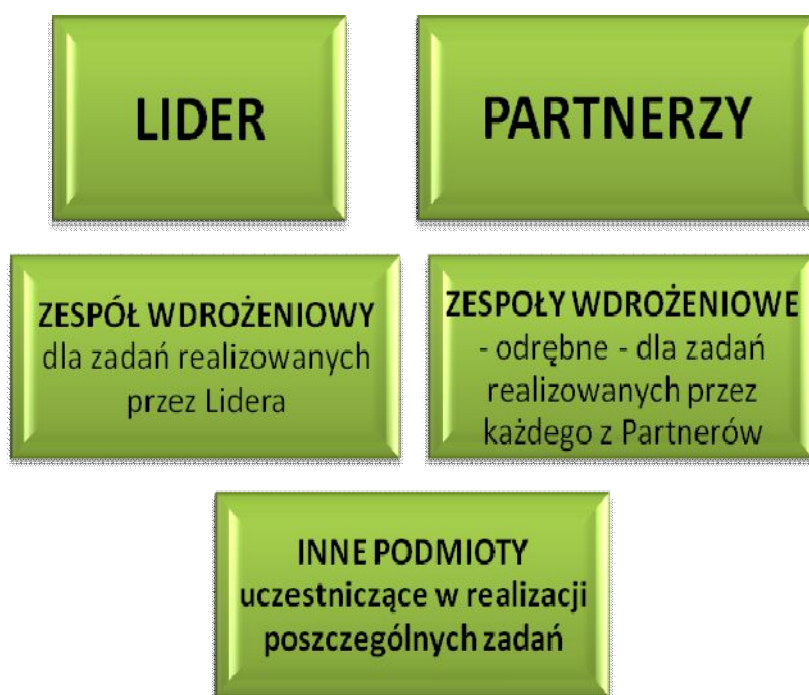 LIDER
PARTNERZY
ZESPÓŁ WDROŻENIOWY
dla zadań realizowanych
przez Lidera
ZESPOŁY WDROŻENIOWE
- odrębne - dla zadań
realizowanych przez
każdego z Partnerów
INNE PODMIOTY
uczestniczące w realizacji
poszczególnych zadań